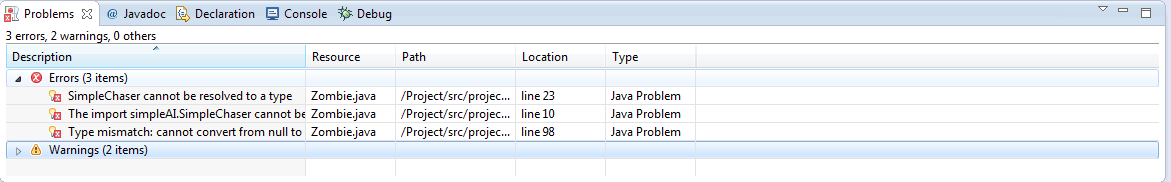 Problems @ Javadoc Declaration Console Debug
3 errors, 2 warnings, 0 others
Description Resource Path Location Type
Errors (3 items)
SimpleChaser cannot be resolved to a type Zombie.java /Project/src/projec... line 23 Java Problem
The import simpleAI.SimpleChaser cannot be Zombie.java /Project/src/projec... line 10 Java Problem
Type mismatch: cannot convert from null to Zombie.java /Project/src/projec... line 98 Java Problem
Warnings (2 items)